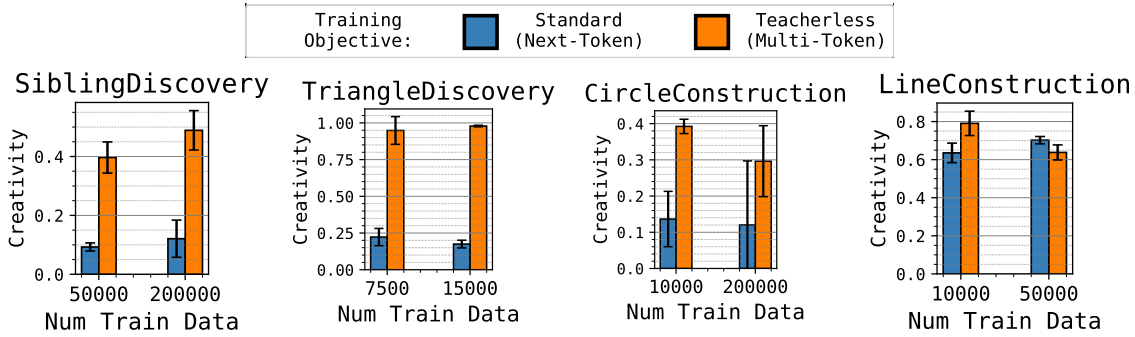 Training Objective:
Standard (Next-Token)
Teacherless (Multi-Token)
SiblingDiscovery
Creativity
0.4
0.2
0.0
50000 200000
Num Train Data
TriangleDiscovery
Creativity
1.00
0.75
0.50
0.25
0.00
7500 15000
Num Train Data
CircleConstruction
Creativity
0.4
0.3
0.2
0.1
0.0
10000 200000
Num Train Data
LineConstruction
Creativity
0.8
0.6
0.4
0.2
0.0
10000 50000
Num Train Data